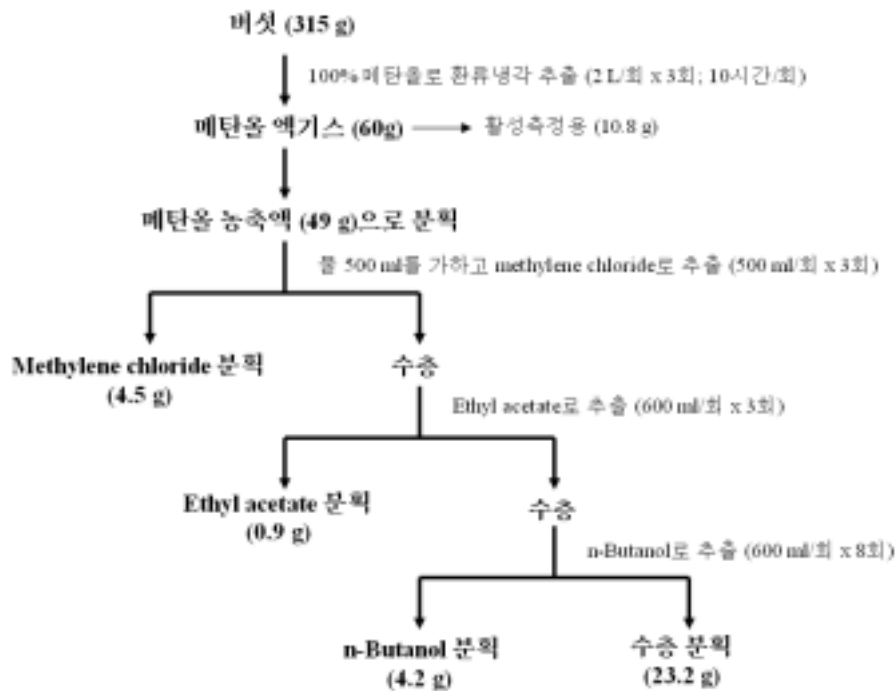 버섯 (315 g)
100% 메탄올로 환류냉각 추출 (2 L/회 x 3회; 10시간/회)
메탄올 엑기스 (60g)
활성측정용 (10.8 g)
메탄올 농축액 (49 g)으로 분획
물 500 ml를 가하고 methylene chloride로 추출 (500 ml/회 x 3회)
Methylene chloride 분획
(4.5 g)
수층
Ethyl acetate로 추출 (600 ml/회 x 3회)
Ethyl acetate 분획
(0.9 g)
수층
n-Butanol로 추출 (600 ml/회 x 8회)
n-Butanol 분획
(4.2 g)
수층 분획
(23.2 g)